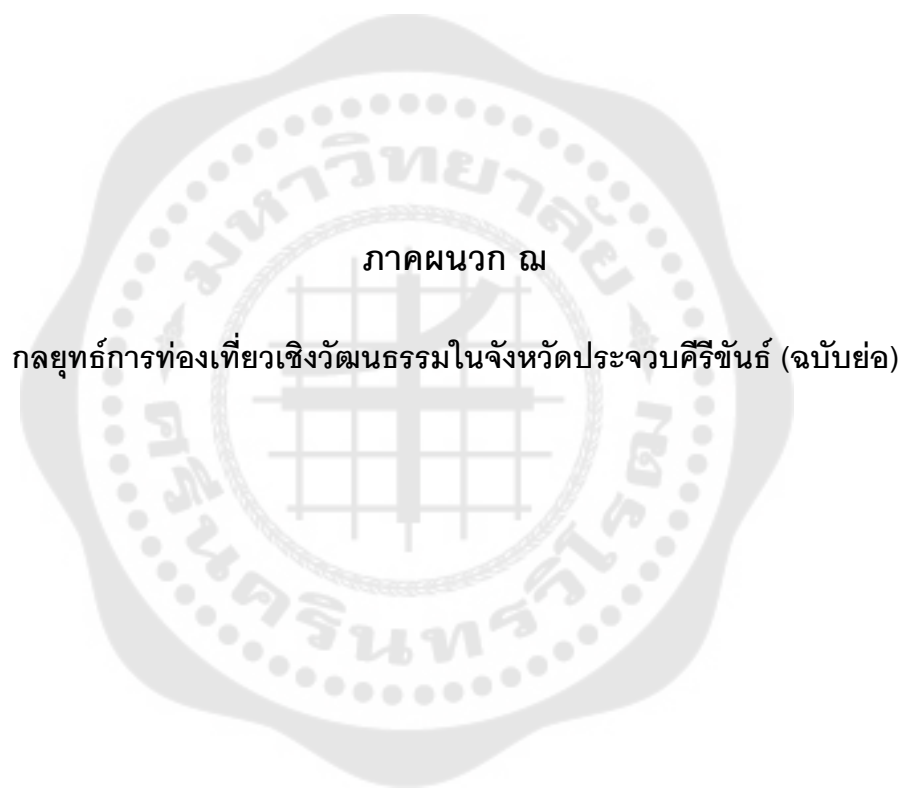 มหาวิทยาลัย
ภาคผนวก ฌ
กลยุทธ์การท่องเที่ยวเชิงวัฒนธรรมในจังหวัดประจวบคีรีขันธ์ (ฉบับย่อ)
ศรีนครินทรวิโรฒ